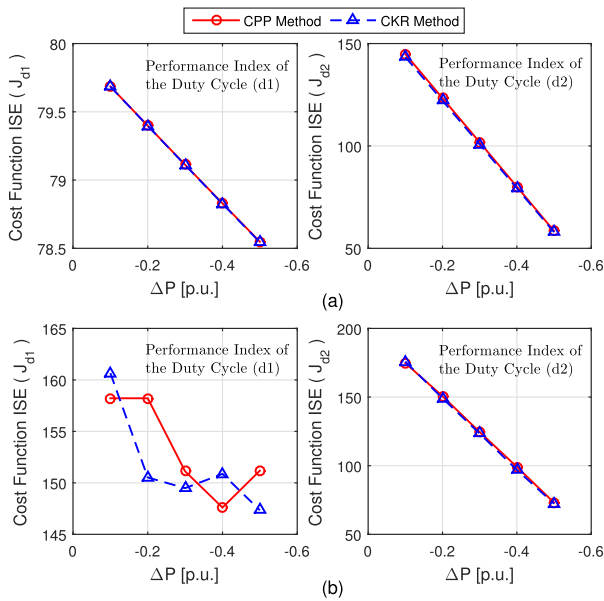 CPP Method CKR Method
(a)
Cost Function ISE ( J_d1 )
80
79.5
79
78.5
Performance Index of
the Duty Cycle (d1)
0 -0.2 -0.4 -0.6
ΔP [p.u.]
Cost Function ISE ( J_d2 )
150
100
50
Performance Index of
the Duty Cycle (d2)
0 -0.2 -0.4 -0.6
ΔP [p.u.]
(a)
Cost Function ISE ( J_d1 )
165
160
155
150
145
Performance Index of
the Duty Cycle (d1)
0 -0.2 -0.4 -0.6
ΔP [p.u.]
Cost Function ISE ( J_d2 )
200
150
100
50
Performance Index of
the Duty Cycle (d2)
0 -0.2 -0.4 -0.6
ΔP [p.u.]
(b)
(b)